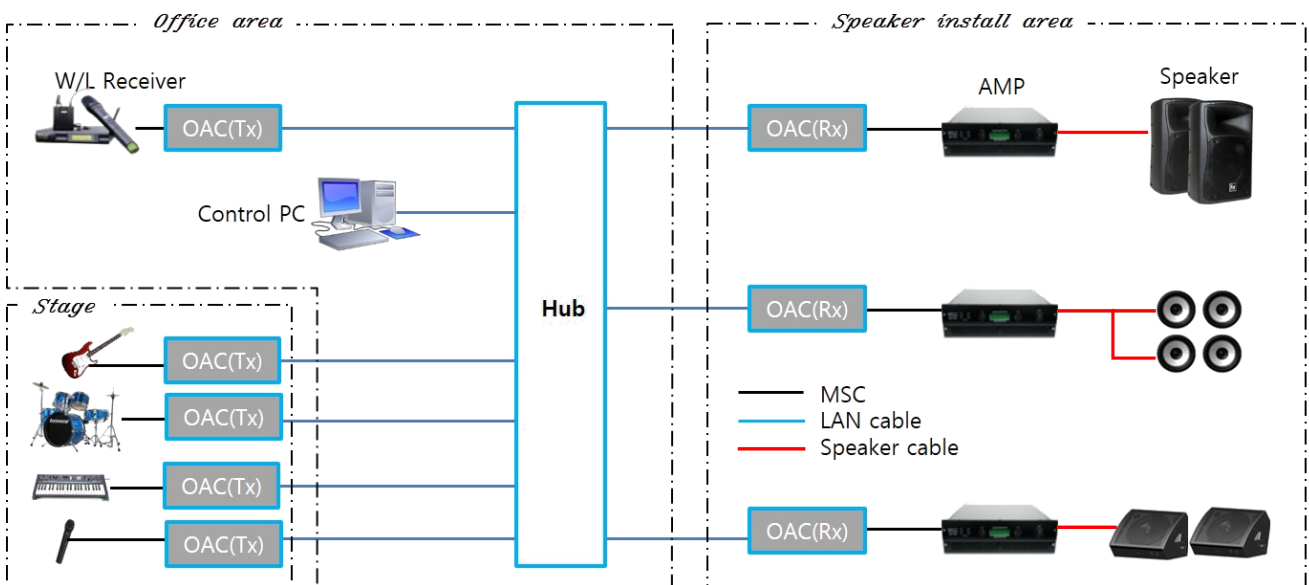 Office area
Speaker install area
W/L Receiver
OAC(Tx)
Control PC
Hub
OAC(Rx)
AMP
Speaker
Stage
OAC(Tx)
OAC(Tx)
OAC(Tx)
OAC(Tx)
OAC(Rx)
MSC
LAN cable
Speaker cable
OAC(Rx)